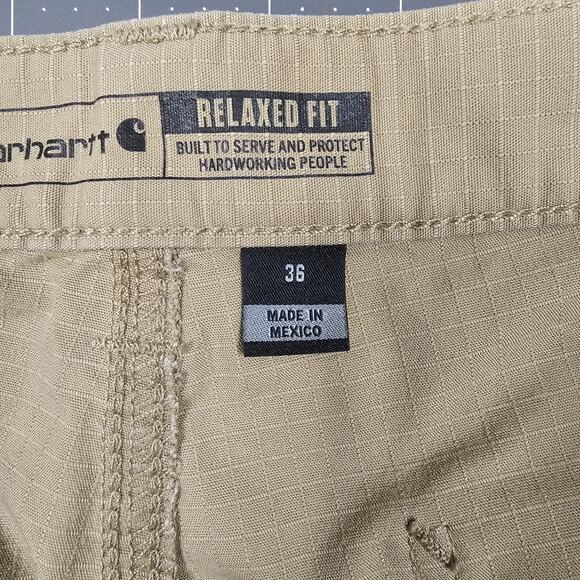 arhartt
RELAXED FIT
BUILT TO SERVE AND PROTECT
HARDWORKING PEOPLE
36
MADE IN
MEXICO